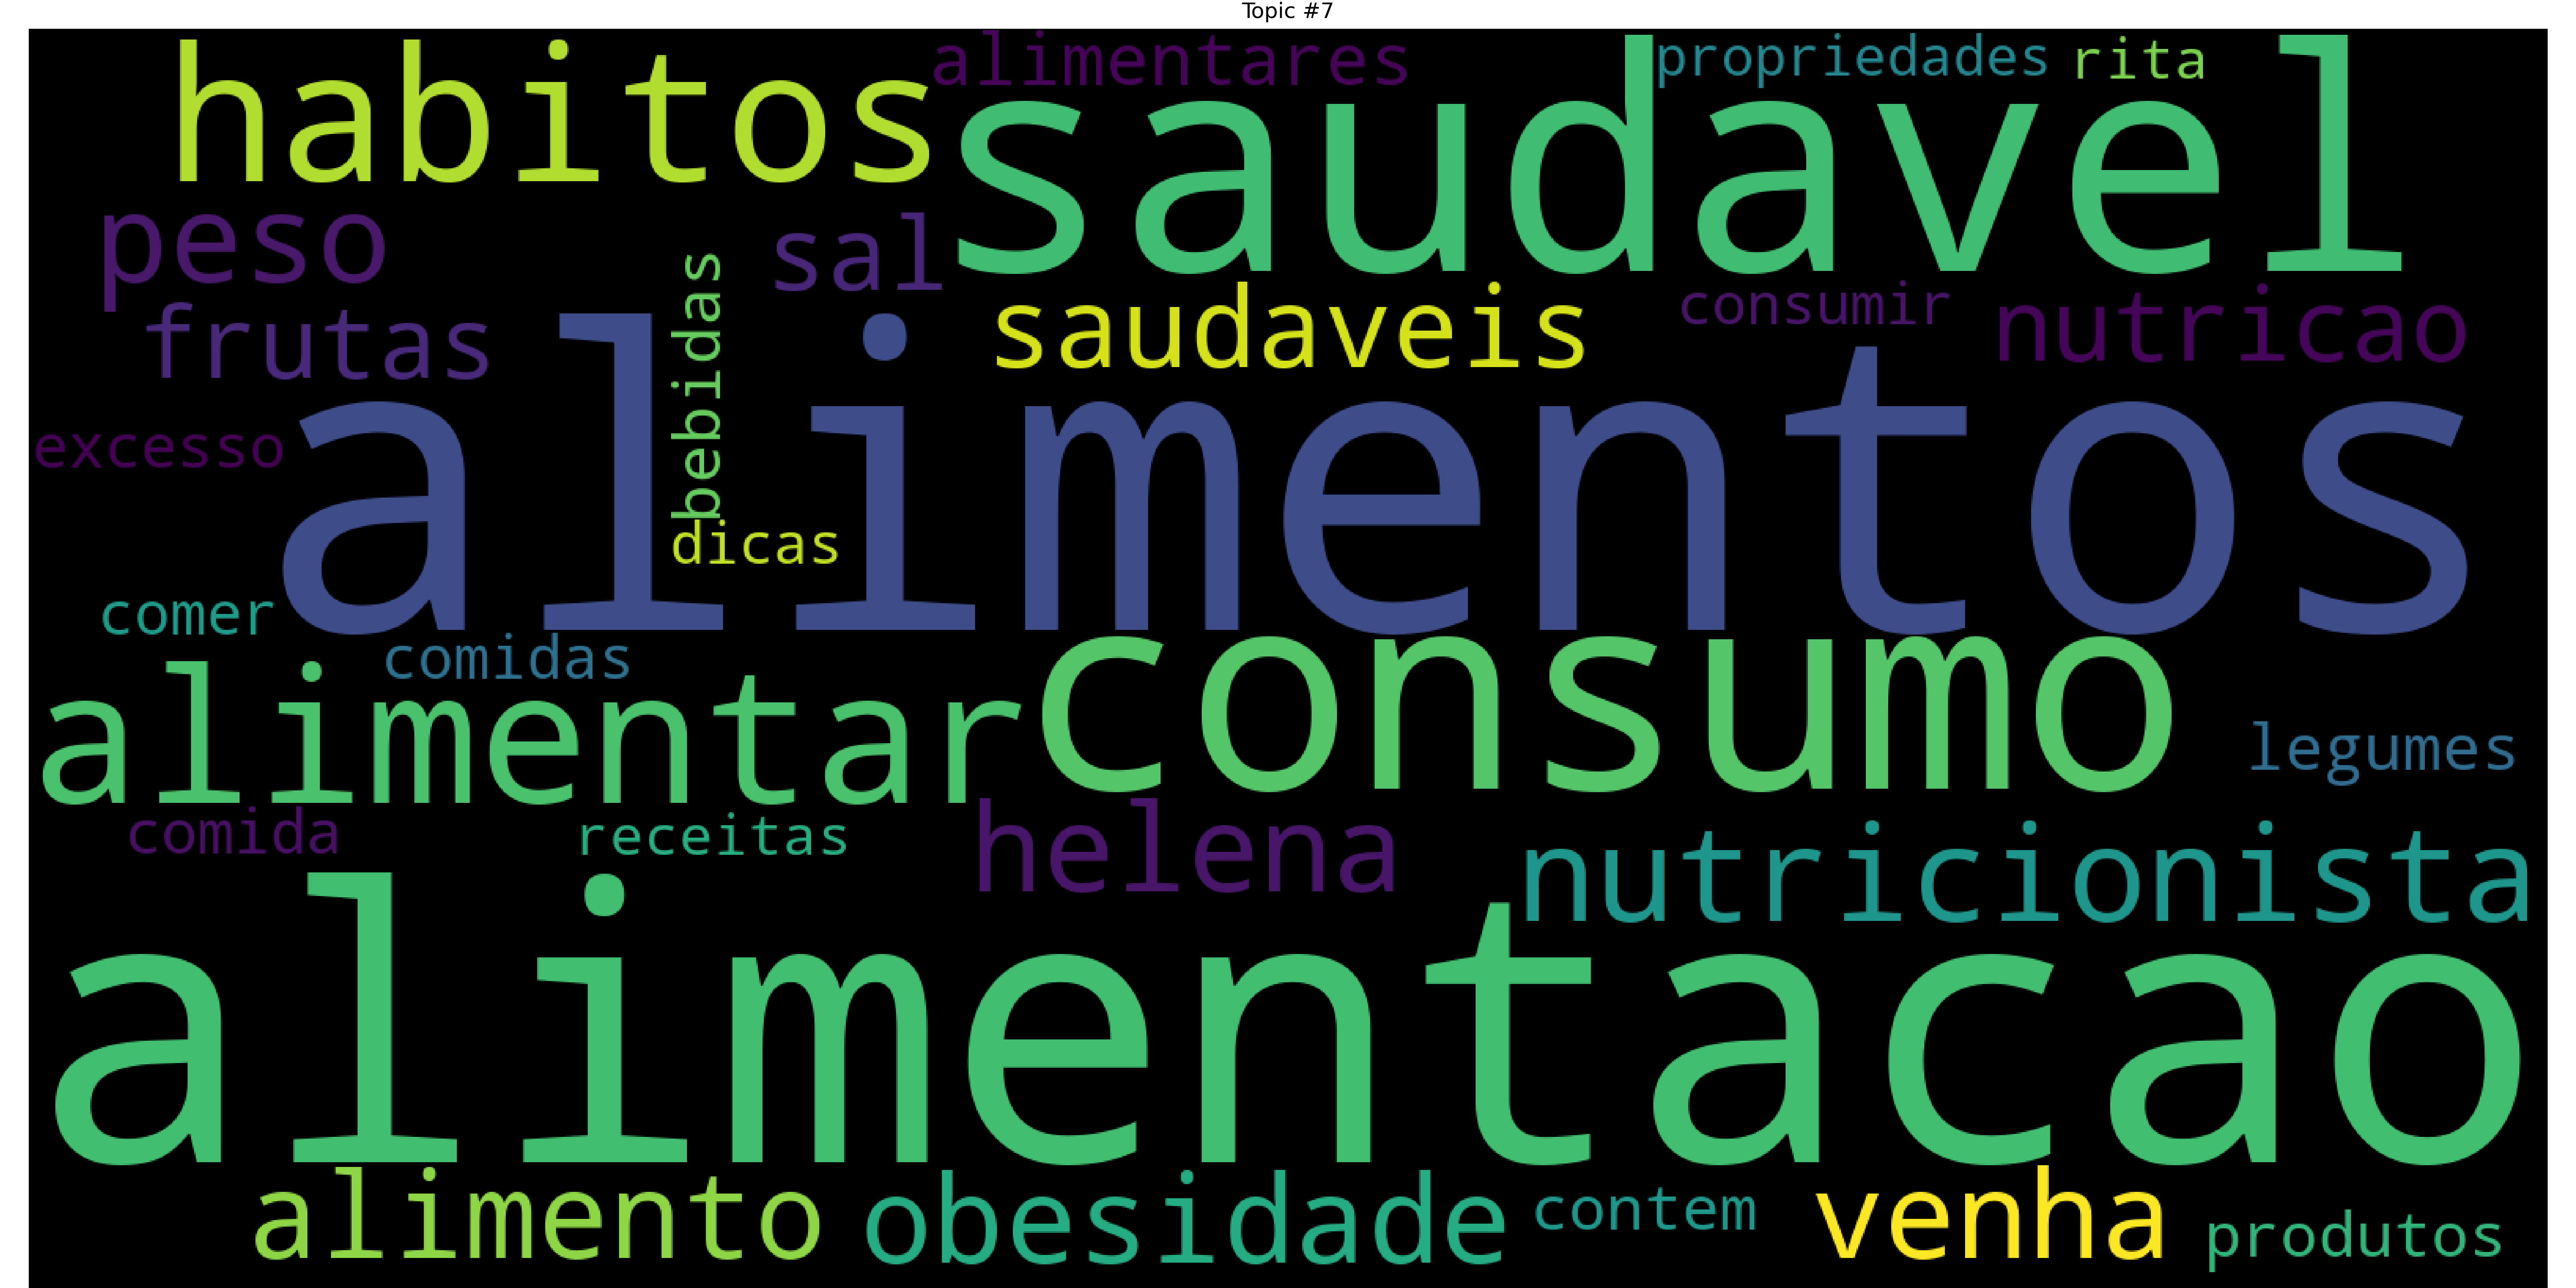 Topic #7
alimentares
propriedades
rita
habitos
saudavel
peso
sal
bebidas
frutas
saudaveis
consumir
nutricao
excesso
alimentos
dicas
comer
comidas
alimentar
consumo
legumes
comida
receitas
helena
nutricionista
alimentacao
alimento
obesidade
contem
venha
produtos